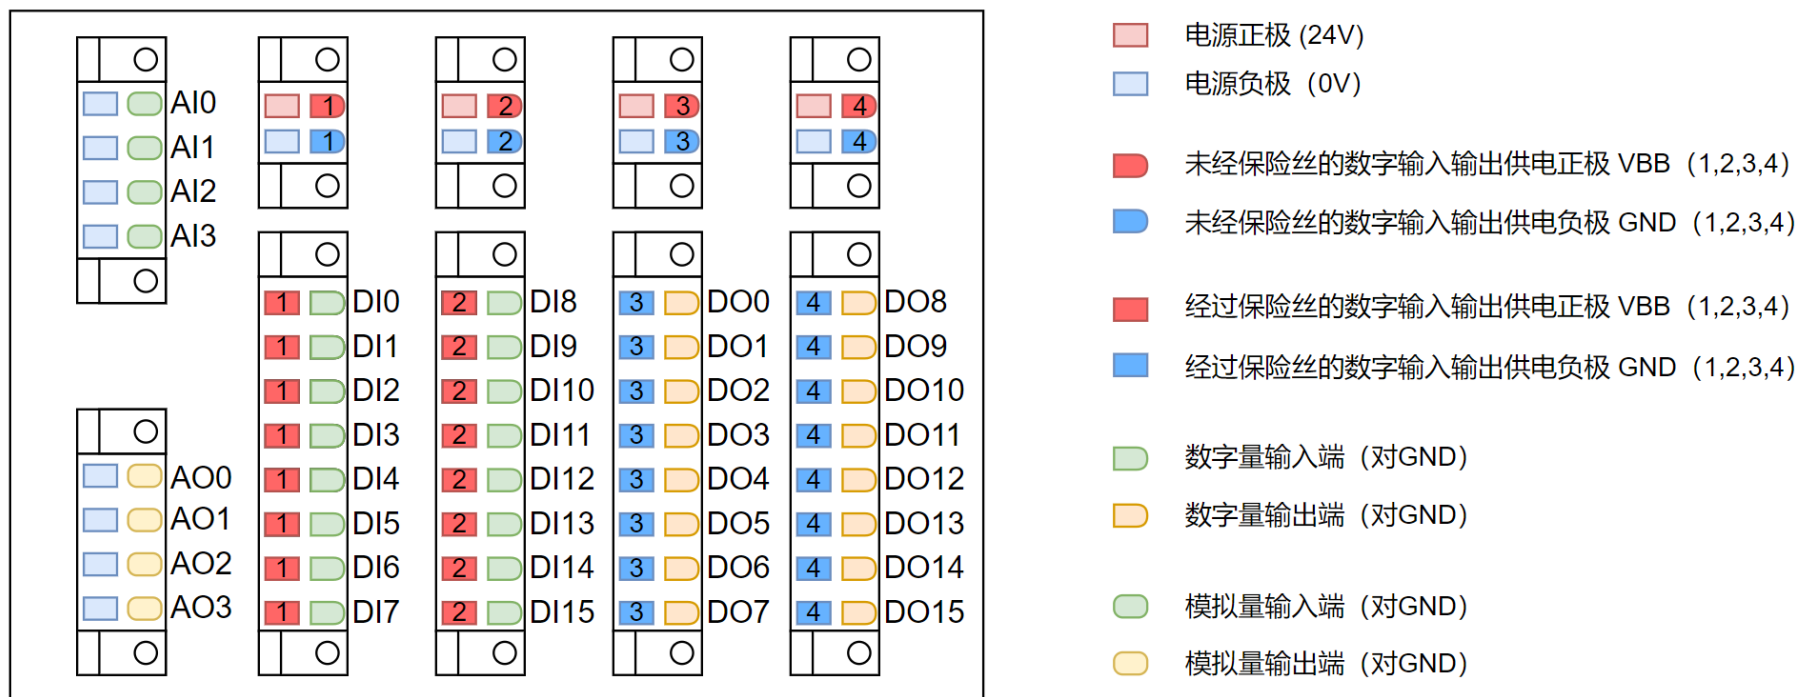 AI0
AI1
AI2
AI3
AO0
AO1
AO2
AO3
1
1
2
2
3
3
4
4
1 DI0
1 DI1
1 DI2
1 DI3
1 DI4
1 DI5
1 DI6
1 DI7
2 DI8
2 DI9
2 DI10
2 DI11
2 DI12
2 DI13
2 DI14
2 DI15
3 DO0
3 DO1
3 DO2
3 DO3
3 DO4
3 DO5
3 DO6
3 DO7
4 DO8
4 DO9
4 DO10
4 DO11
4 DO12
4 DO13
4 DO14
4 DO15
电源正极 (24V)
电源负极（0V）
未经保险丝的数字输入输出供电正极 VBB（1,2,3,4）
未经保险丝的数字输入输出供电负极 GND（1,2,3,4）
经过保险丝的数字输入输出供电正极 VBB（1,2,3,4）
经过保险丝的数字输入输出供电负极 GND（1,2,3,4）
数字量输入端（对GND）
数字量输出端（对GND）
模拟量输入端（对GND）
模拟量输出端（对GND）